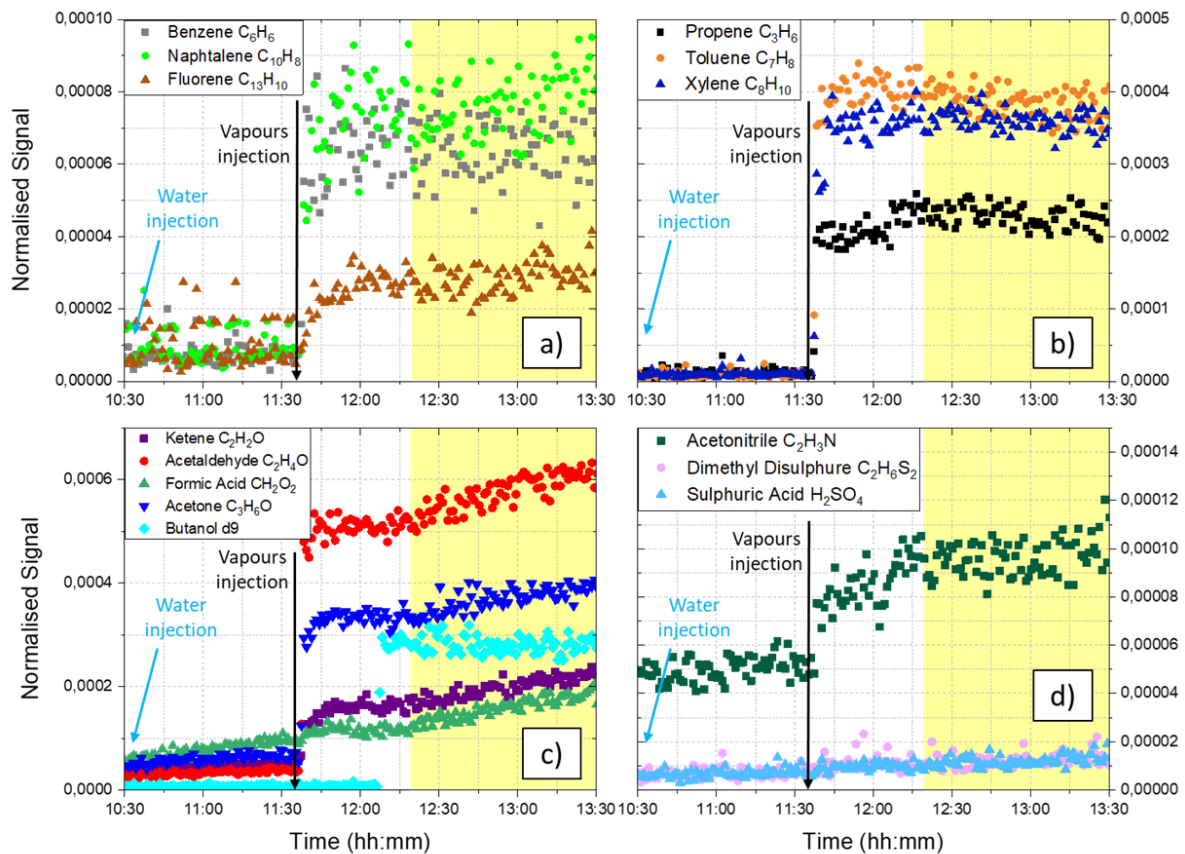 Normalised Signal
0,00010
0,00008
0,00006
0,00004
0,00002
0,00000
Benzene C₆H₆
Naphtalene C₁₀H₈
Fluorene C₁₃H₁₀
Vapours
injection
Water
injection
a)
10:30 11:00 11:30 12:00 12:30 13:00 13:30
Propene C₃H₆
Toluene C₇H₈
Xylene C₈H₁₀
Vapours
injection
Water
injection
b)
0,0005
0,0004
0,0003
0,0002
0,0001
0,0000
10:30 11:00 11:30 12:00 12:30 13:00 13:30
Normalised Signal
0,0006
0,0004
0,0002
0,0000
Ketene C₂H₂O
Acetaldehyde C₂H₄O
Formic Acid CH₂O₂
Acetone C₃H₆O
Butanol d9
Vapours
injection
Water
injection
c)
10:30 11:00 11:30 12:00 12:30 13:00 13:30
Time (hh:mm)
Acetonitrile C₂H₃N
Dimethyl Disulphure C₂H₆S₂
Sulphuric Acid H₂SO₄
Vapours
injection
Water
injection
d)
0,00014
0,00012
0,00010
0,00008
0,00006
0,00004
0,00002
0,00000
10:30 11:00 11:30 12:00 12:30 13:00 13:30
Time (hh:mm)